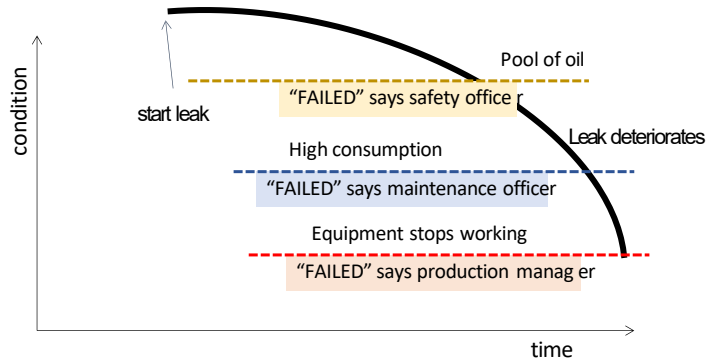 Pool of oil
“FAILED” says safety officer
start leak
condition
Leak deteriorates
High consumption
“FAILED” says maintenance officer
Equipment stops working
“FAILED” says production manager
time